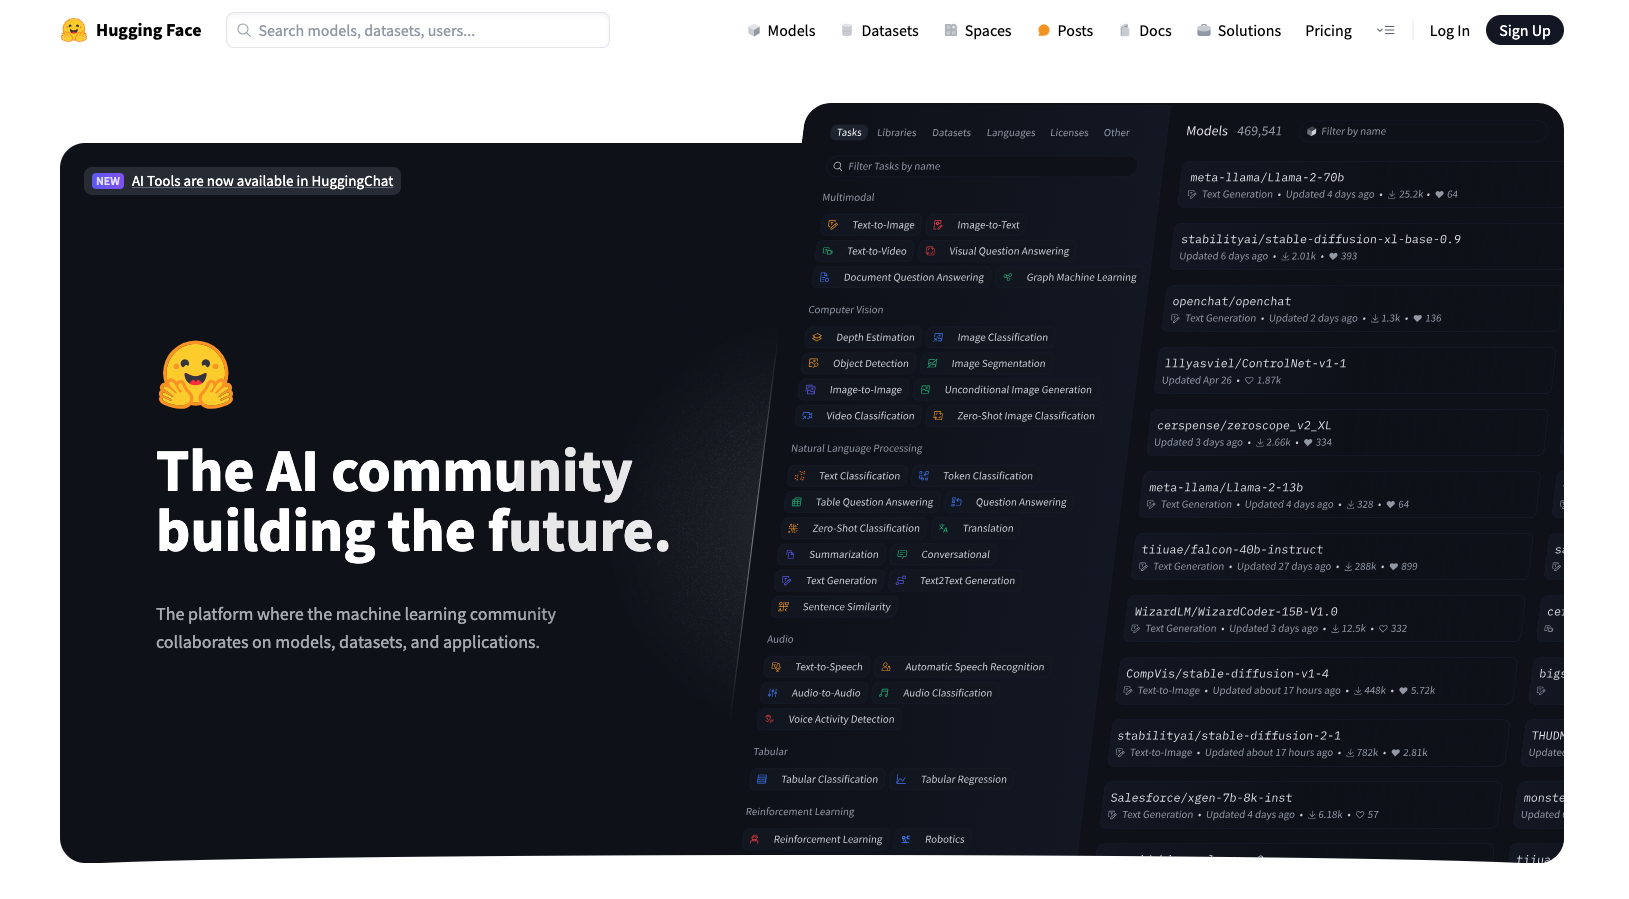 Hugging Face
Search models, datasets, users...
Models
Datasets
Spaces
Posts
Docs
Solutions
Pricing
Log In
Sign Up
NEW AI Tools are now available in HuggingChat
The AI community
building the future.
The platform where the machine learning community
collaborates on models, datasets, and applications.
Tasks Libraries Datasets Languages Licenses Other
Filter Tasks by name
Multimodal
Text-to-Image Image-to-Text
Text-to-Video Visual Question Answering
Document Question Answering Graph Machine Learning
Computer Vision
Depth Estimation Image Classification
Object Detection Image Segmentation
Image-to-Image Unconditional Image Generation
Video Classification Zero-Shot Image Classification
Natural Language Processing
Text Classification Token Classification
Table Question Answering Question Answering
Zero-Shot Classification Translation
Summarization Conversational
Text Generation Text2Text Generation
Sentence Similarity
Audio
Text-to-Speech Automatic Speech Recognition
Audio-to-Audio Audio Classification
Voice Activity Detection
Tabular
Tabular Classification Tabular Regression
Reinforcement Learning
Reinforcement Learning Robotics
Models 469,541 Filter by name
meta-llama/Llama-2-70b
Text Generation • Updated 4 days ago • 25.2k • 64
stabilityai/stable-diffusion-xl-base-0.9
Updated 6 days ago • 2.01k • 393
openchat/openchat
Text Generation • Updated 2 days ago • 1.3k • 136
lllyasviel/ControlNet-v1-1
Updated Apr 26 • 1.87k
cerspense/zeroscope_v2_XL
Updated 3 days ago • 2.66k • 334
meta-llama/Llama-2-13b
Text Generation • Updated 4 days ago • 328 • 64
tiiuae/falcon-40b-instruct
Text Generation • Updated 27 days ago • 288k • 899
WizardLM/WizardCoder-15B-V1.0
Text Generation • Updated 3 days ago • 12.5k • 332
CompVis/stable-diffusion-v1-4
Text-to-Image • Updated about 17 hours ago • 448k • 5.72k
stabilityai/stable-diffusion-2-1
Text-to-Image • Updated about 17 hours ago • 782k • 2.81k
Salesforce/xgen-7b-8k-inst
Text Generation • Updated 4 days ago • 6.18k • 57